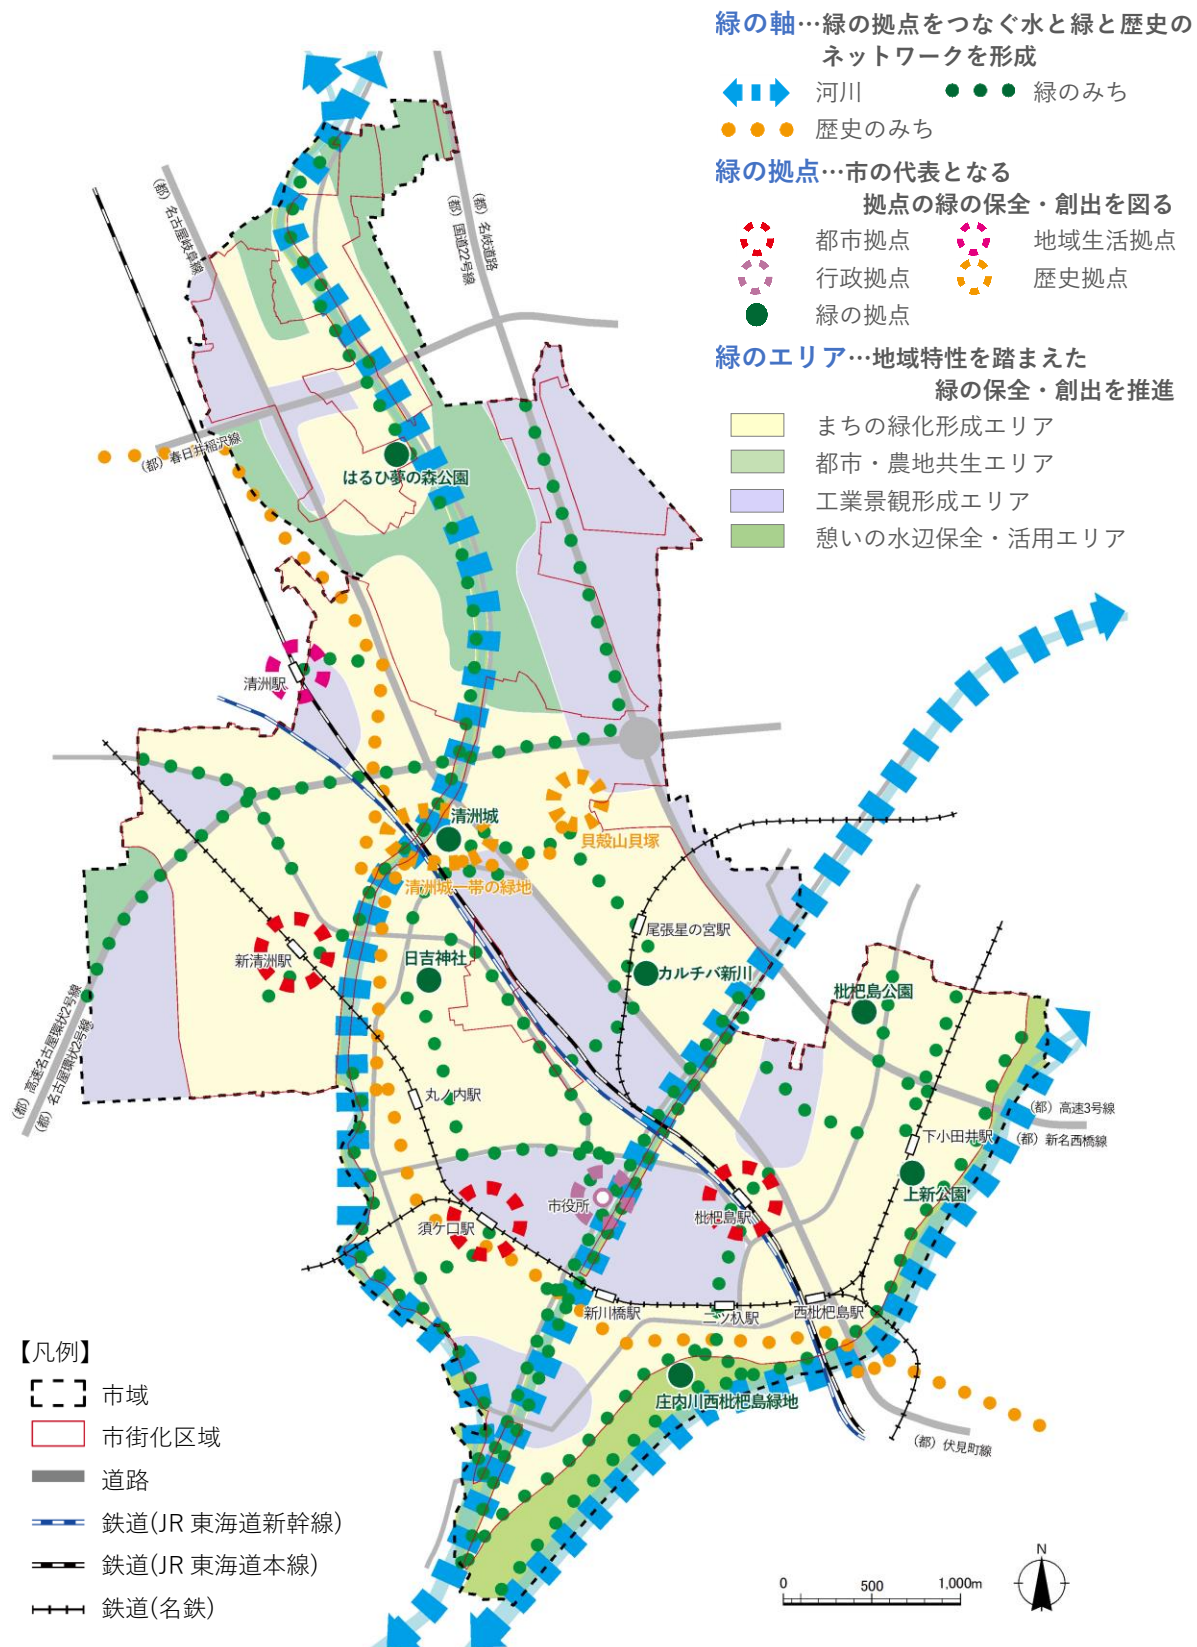 緑の軸…緑の拠点をつなぐ水と緑と歴史の
ネットワークを形成
河川
緑のみち
歴史のみち
緑の拠点…市の代表となる
拠点の緑の保全・創出を図る
都市拠点
地域生活拠点
行政拠点
歴史拠点
緑の拠点
緑のエリア…地域特性を踏まえた
緑の保全・創出を推進
まちの緑化形成エリア
都市・農地共生エリア
工業景観形成エリア
憩いの水辺保全・活用エリア
(都) 名古屋岐阜線
(都) 名岐道路
(都) 国道22号線
(都) 春日井稲沢線
はるひ夢の森公園
清洲駅
清洲城
貝殻山貝塚
清洲城一帯の緑地
尾張星の宮駅
新清洲駅
日吉神社
カルチバ新川
枇杷島公園
(都) 高速名古屋環状2号線
(都) 名古屋環状2号線
丸ノ内駅
(都) 高速3号線
下小田井駅
(都) 新名西橋線
上新公園
市役所
枇杷島駅
須ケ口駅
新川橋駅
二ツ杁駅
西枇杷島駅
庄内川西枇杷島緑地
(都) 伏見町線
【凡例】
市域
市街化区域
道路
鉄道(JR 東海道新幹線)
鉄道(JR 東海道本線)
鉄道(名鉄)
0 500 1,000m
N